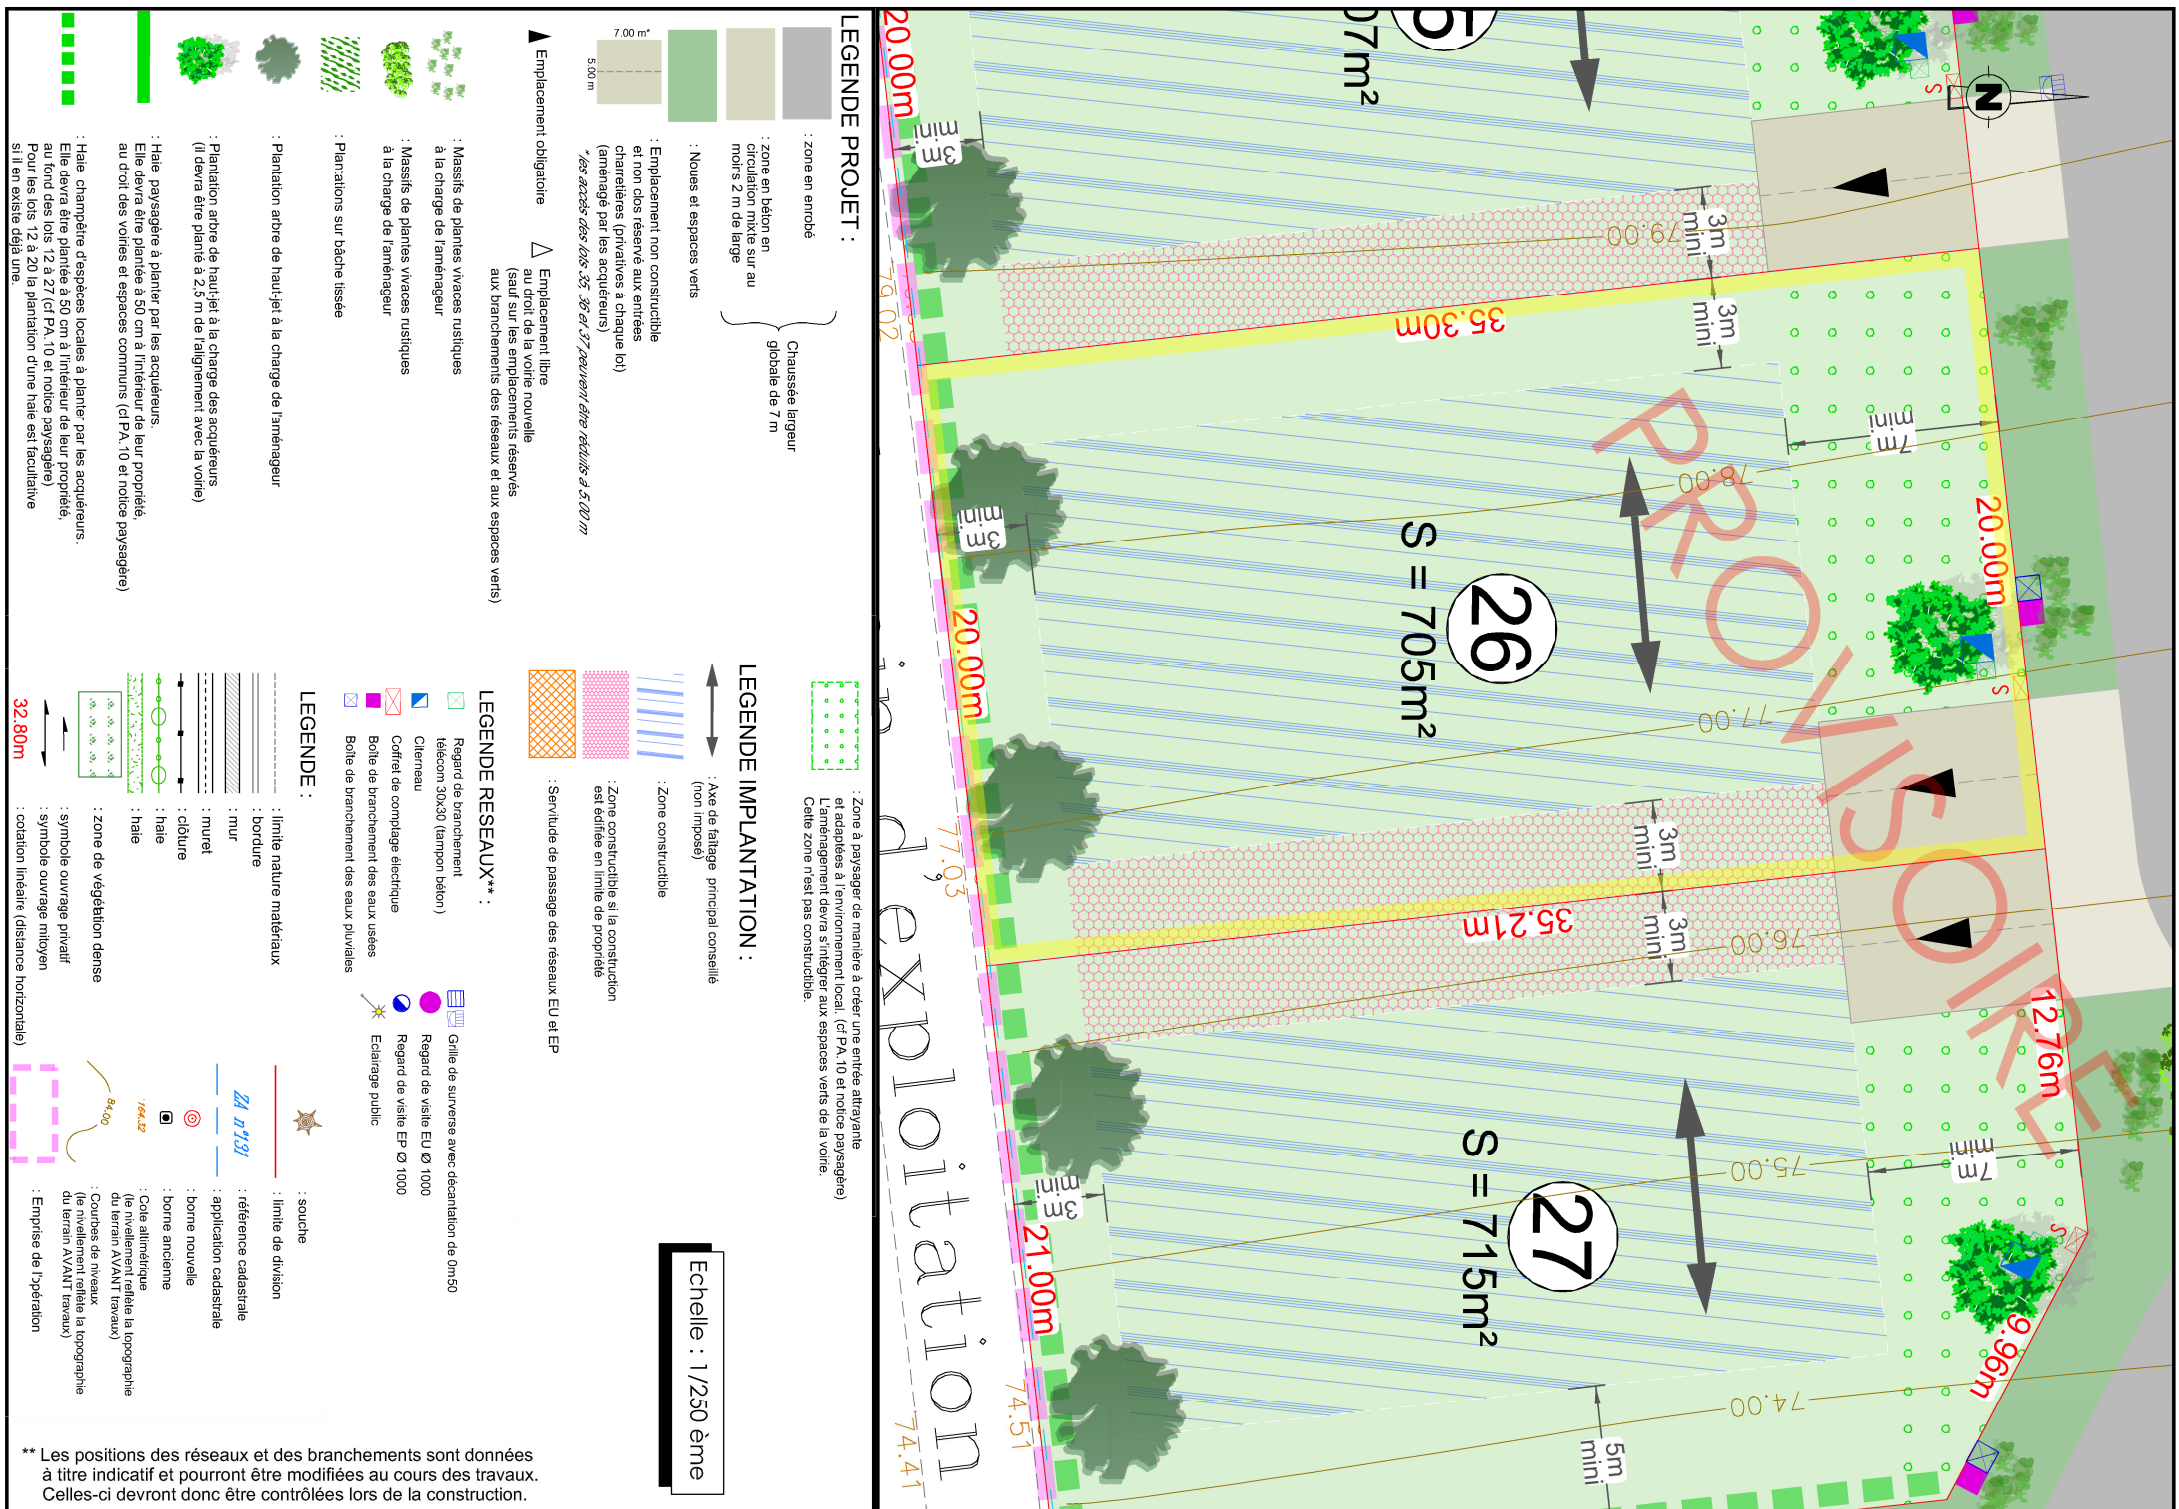 LEGENDE PROJET :
: zone en enrobé
: zone en béton en
circulation mixte sur au
moins 2 m de large
Chaussée largeur
globale de 7 m
: Noues et espaces verts
7.00 m*
5.00 m
: Emplacement non constructible
et non clos réservé aux entrées
charretières (privatives à chaque lot)
(aménagé par les acquéreurs)
*les accès des lots 35, 36 et 37 peuvent être réduits à 5.00 m
Emplacement obligatoire
Emplacement libre
au droit de la voirie nouvelle
(sauf sur les emplacements réservés
aux branchements des réseaux et aux espaces verts)
: Massifs de plantes vivaces rustiques
à la charge de l'aménageur
: Massifs de plantes vivaces rustiques
à la charge de l'aménageur
: Plantations sur bâche tissée
: Plantation arbre de haut-jet à la charge de l'aménageur
: Plantation arbre de haut-jet à la charge des acquéreurs
(il devra être planté à 2,5 m de l'alignement avec la voirie)
: Haie paysagère à planter par les acquéreurs.
Elle devra être plantée à 50 cm à l'intérieur de leur propriété,
au droit des voiries et espaces communs (cf PA.10 et notice paysagère)
: Haie champêtre d'espèces locales à planter par les acquéreurs.
Elle devra être plantée à 50 cm à l'intérieur de leur propriété,
au fond des lots 12 à 27 (cf PA.10 et notice paysagère)
Pour les lots 12 à 20 la plantation d'une haie est facultative
si il en existe déjà une.
: Zone à paysager de manière à créer une entrée attrayante
et adaptées à l'environnement local. (cf PA.10 et notice paysagère)
L'aménagement devra s'intégrer aux espaces verts de la voirie.
Cette zone n'est pas constructible.
LEGENDE IMPLANTATION :
: Axe de faîtage principal conseillé
(non imposé)
: Zone constructible
: Zone constructible si la construction
est édifiée en limite de propriété
: Servitude de passage des réseaux EU et EP
LEGENDE RESEAUX** :
Regard de branchement
télécom 30x30 (tampon béton)
Citerneau
Coffret de comptage électrique
Boîte de branchement des eaux usées
Boîte de branchement des eaux pluviales
Grille de surverse avec décantation de 0m50
Regard de visite EU Ø 1000
Regard de visite EP Ø 1000
Eclairage public
LEGENDE :
: limite nature matériaux
: bordure
: mur
: muret
: clôture
: haie
: haie
: zone de végétation dense
: symbole ouvrage privatif
: symbole ouvrage mitoyen
32.80m
: cotation linéaire (distance horizontale)
: souche
: limite de division
ZA n°131
: référence cadastrale
: application cadastrale
: borne nouvelle
: borne ancienne
164.32
: Cote altimétrique
(le nivellement reflète la topographie
du terrain AVANT travaux)
84.00
: Courbes de niveaux
(le nivellement reflète la topographie
du terrain AVANT travaux)
: Emprise de l'opération
Echelle : 1/250 ème
** Les positions des réseaux et des branchements sont données
à titre indicatif et pourront être modifiées au cours des travaux.
Celles-ci devront donc être contrôlées lors de la construction.
N
S
07m²
20.00m
3m
mini
79.02
79.00
3m
mini
3m
mini
35.30m
7m
mini
20.00m
78.00
26
S = 705m²
3m
mini
20.00m
S
77.00
77.03
3m
mini
3m
mini
35.21m
76.00
12.76m
7m
mini
75.00
27
S = 715m²
3m
mini
21.00m
S
9.96m
74.00
74.51
74.41
5m
mini
d'exploitation
PROVISOIRE